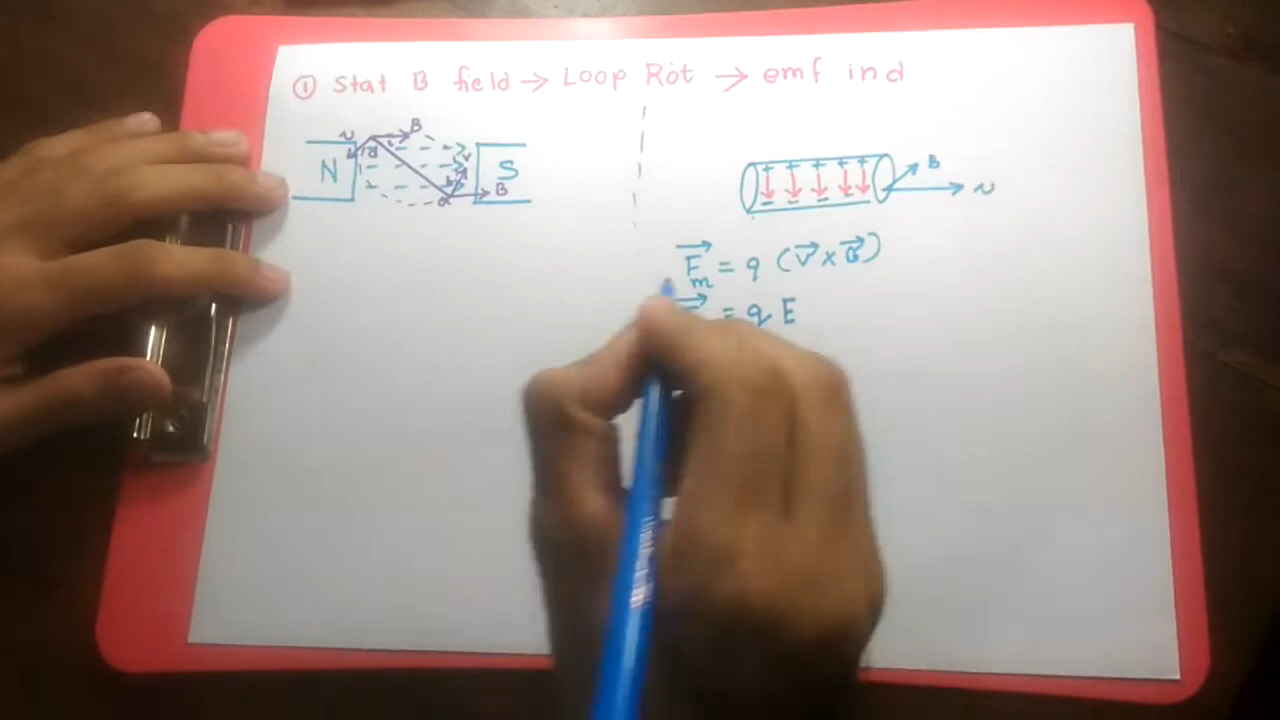 ① Stat B field → Loop Rot → emf ind
N
S
v
B
v
B
B
v
+ + + + +
F⃗m = q (v⃗ × B⃗)
= q E